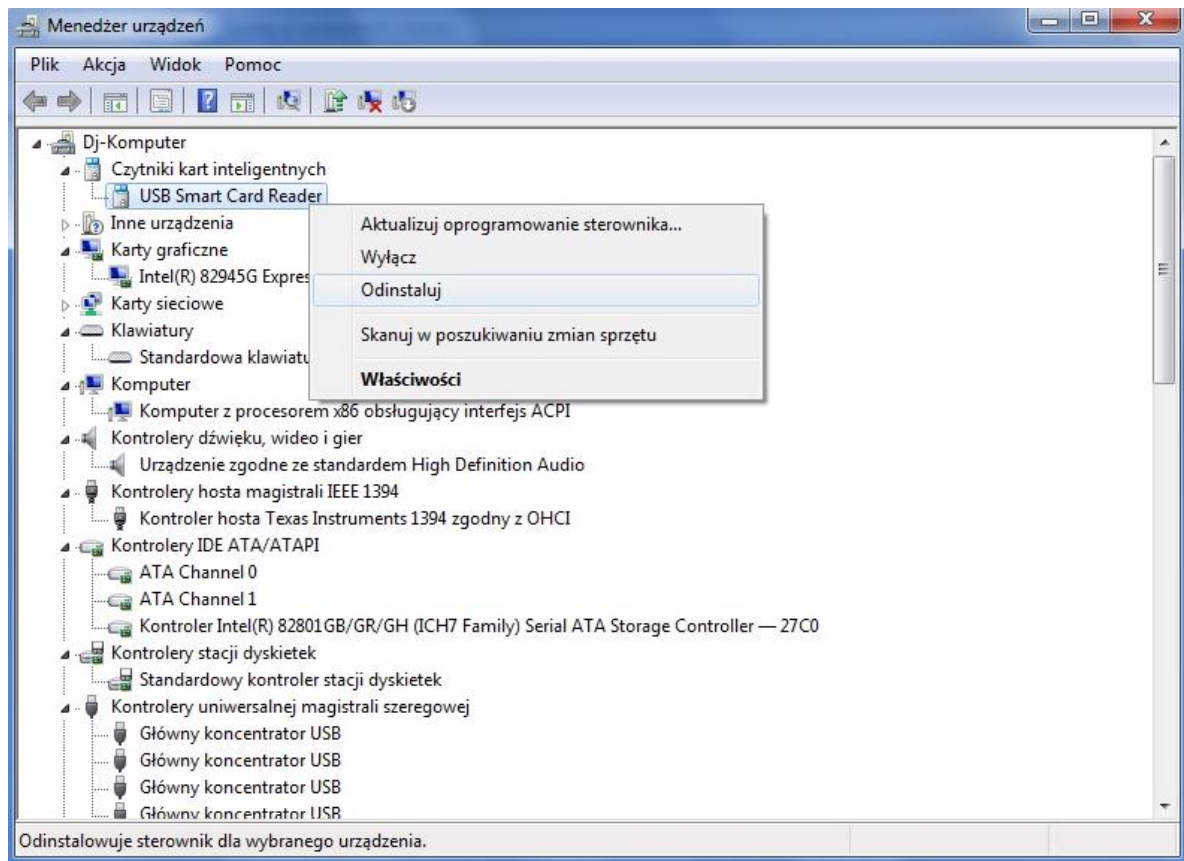 Menedżer urządzeń
Plik Akcja Widok Pomoc
Dj-Komputer
Czytniki kart inteligentnych
USB Smart Card Reader
Inne urządzenia
Karty graficzne
Intel(R) 82945G Expres
Karty sieciowe
Klawiatury
Standardowa klawiatu
Komputer
Komputer z procesorem x86 obsługujący interfejs ACPI
Kontrolery dźwięku, wideo i gier
Urządzenie zgodne ze standardem High Definition Audio
Kontrolery hosta magistrali IEEE 1394
Kontroler hosta Texas Instruments 1394 zgodny z OHCI
Kontrolery IDE ATA/ATAPI
ATA Channel 0
ATA Channel 1
Kontroler Intel(R) 82801GB/GR/GH (ICH7 Family) Serial ATA Storage Controller — 27C0
Kontrolery stacji dyskietek
Standardowy kontroler stacji dyskietek
Kontrolery uniwersalnej magistrali szeregowej
Główny koncentrator USB
Główny koncentrator USB
Główny koncentrator USB
Główny koncentrator USB
Aktualizuj oprogramowanie sterownika...
Wyłącz
Odinstaluj
Skanuj w poszukiwaniu zmian sprzętu
Właściwości
Odinstalowuje sterownik dla wybranego urządzenia.